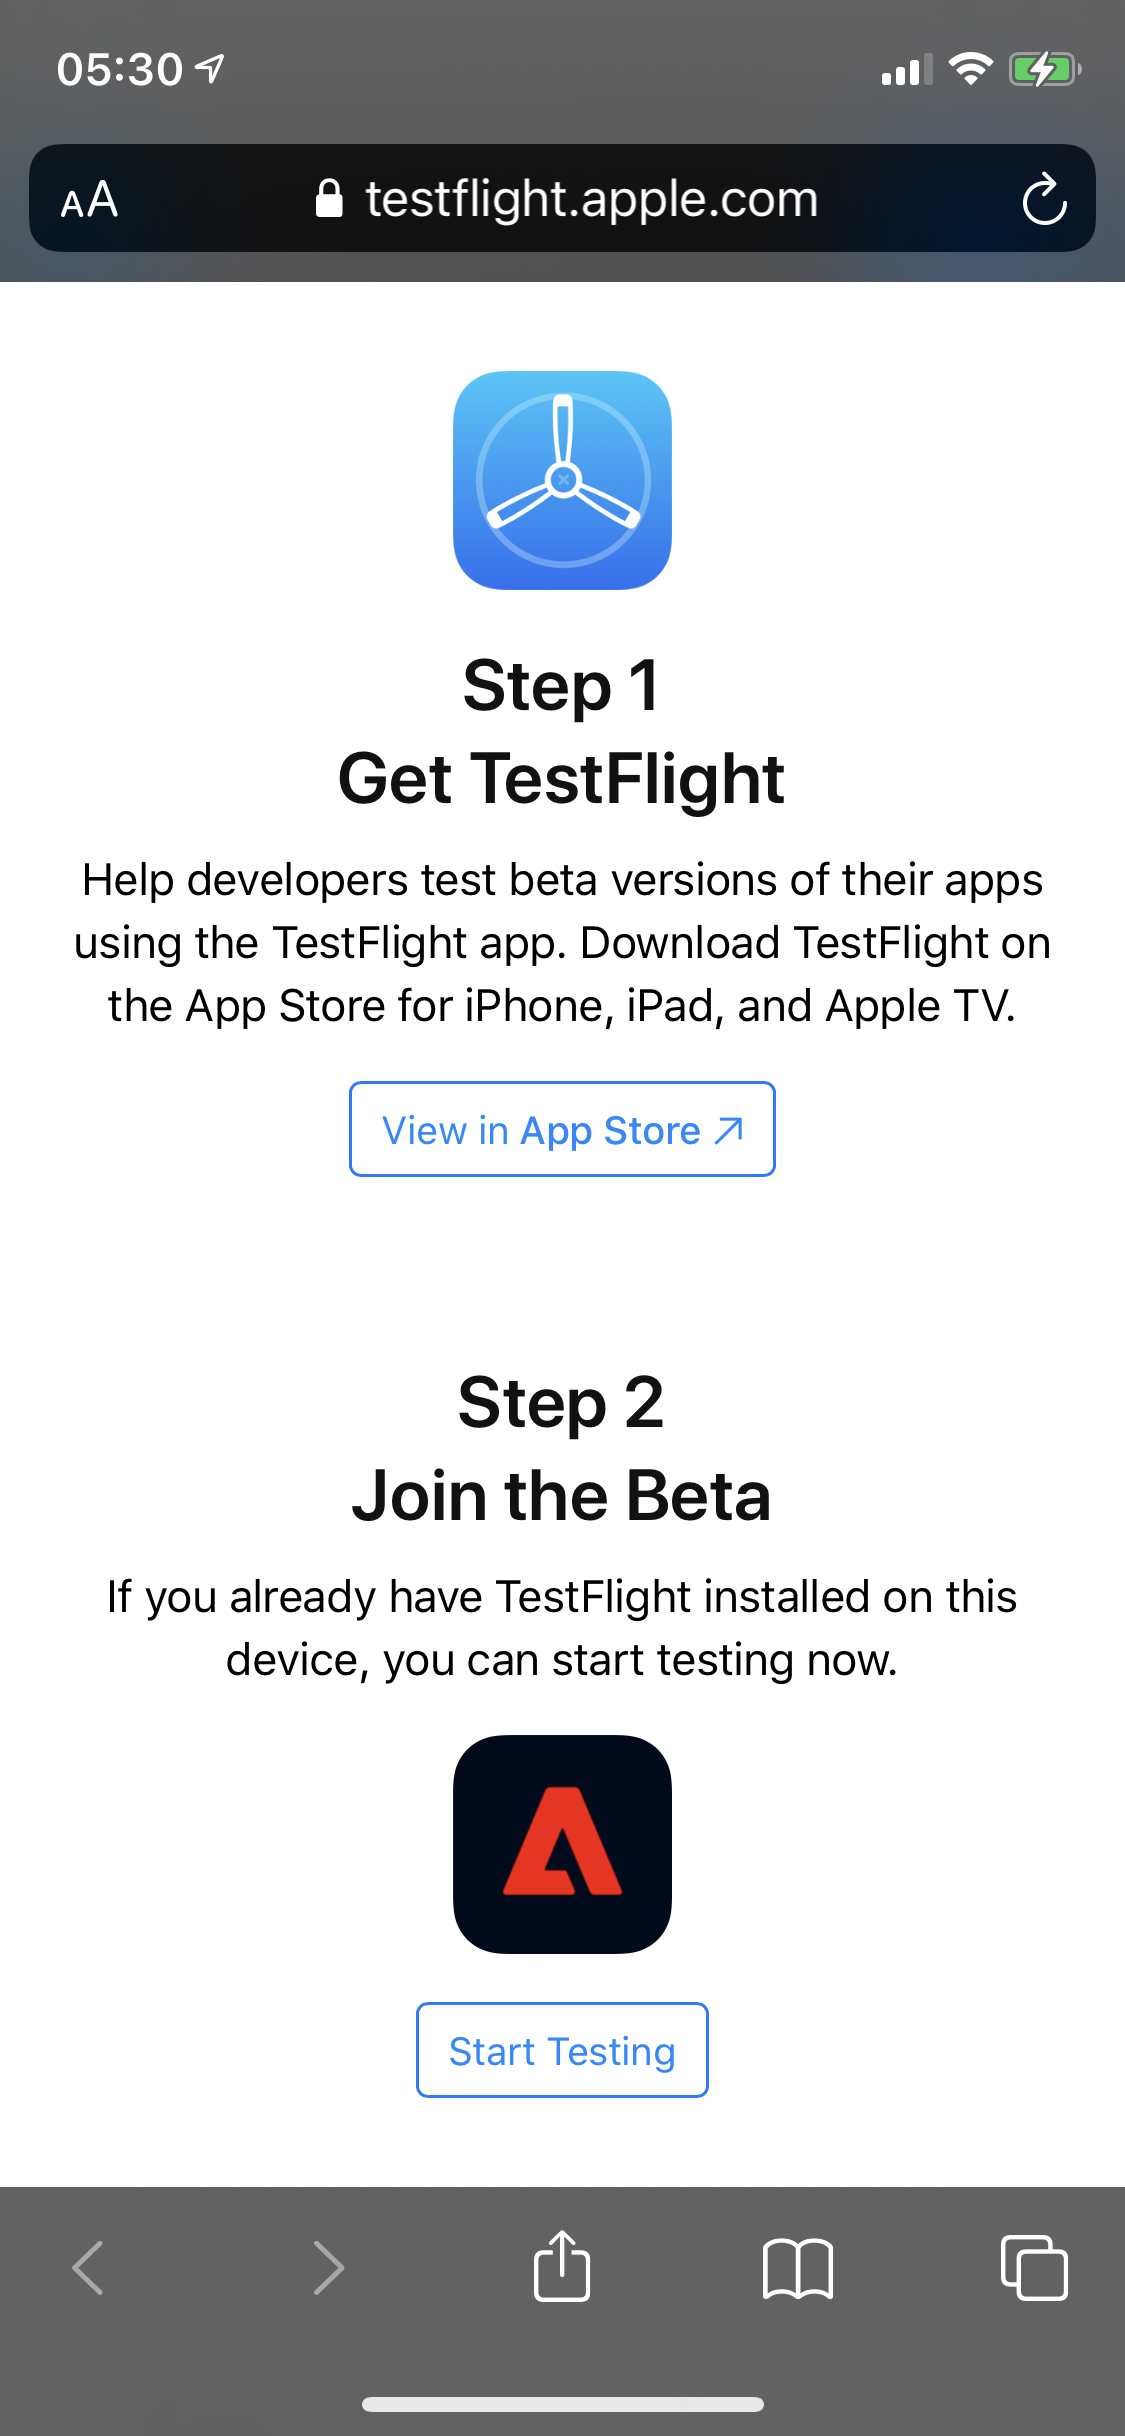 05:30
AA
testflight.apple.com
Step 1
Get TestFlight
Help developers test beta versions of their apps
using the TestFlight app. Download TestFlight on
the App Store for iPhone, iPad, and Apple TV.
View in App Store
Step 2
Join the Beta
If you already have TestFlight installed on this
device, you can start testing now.
Start Testing